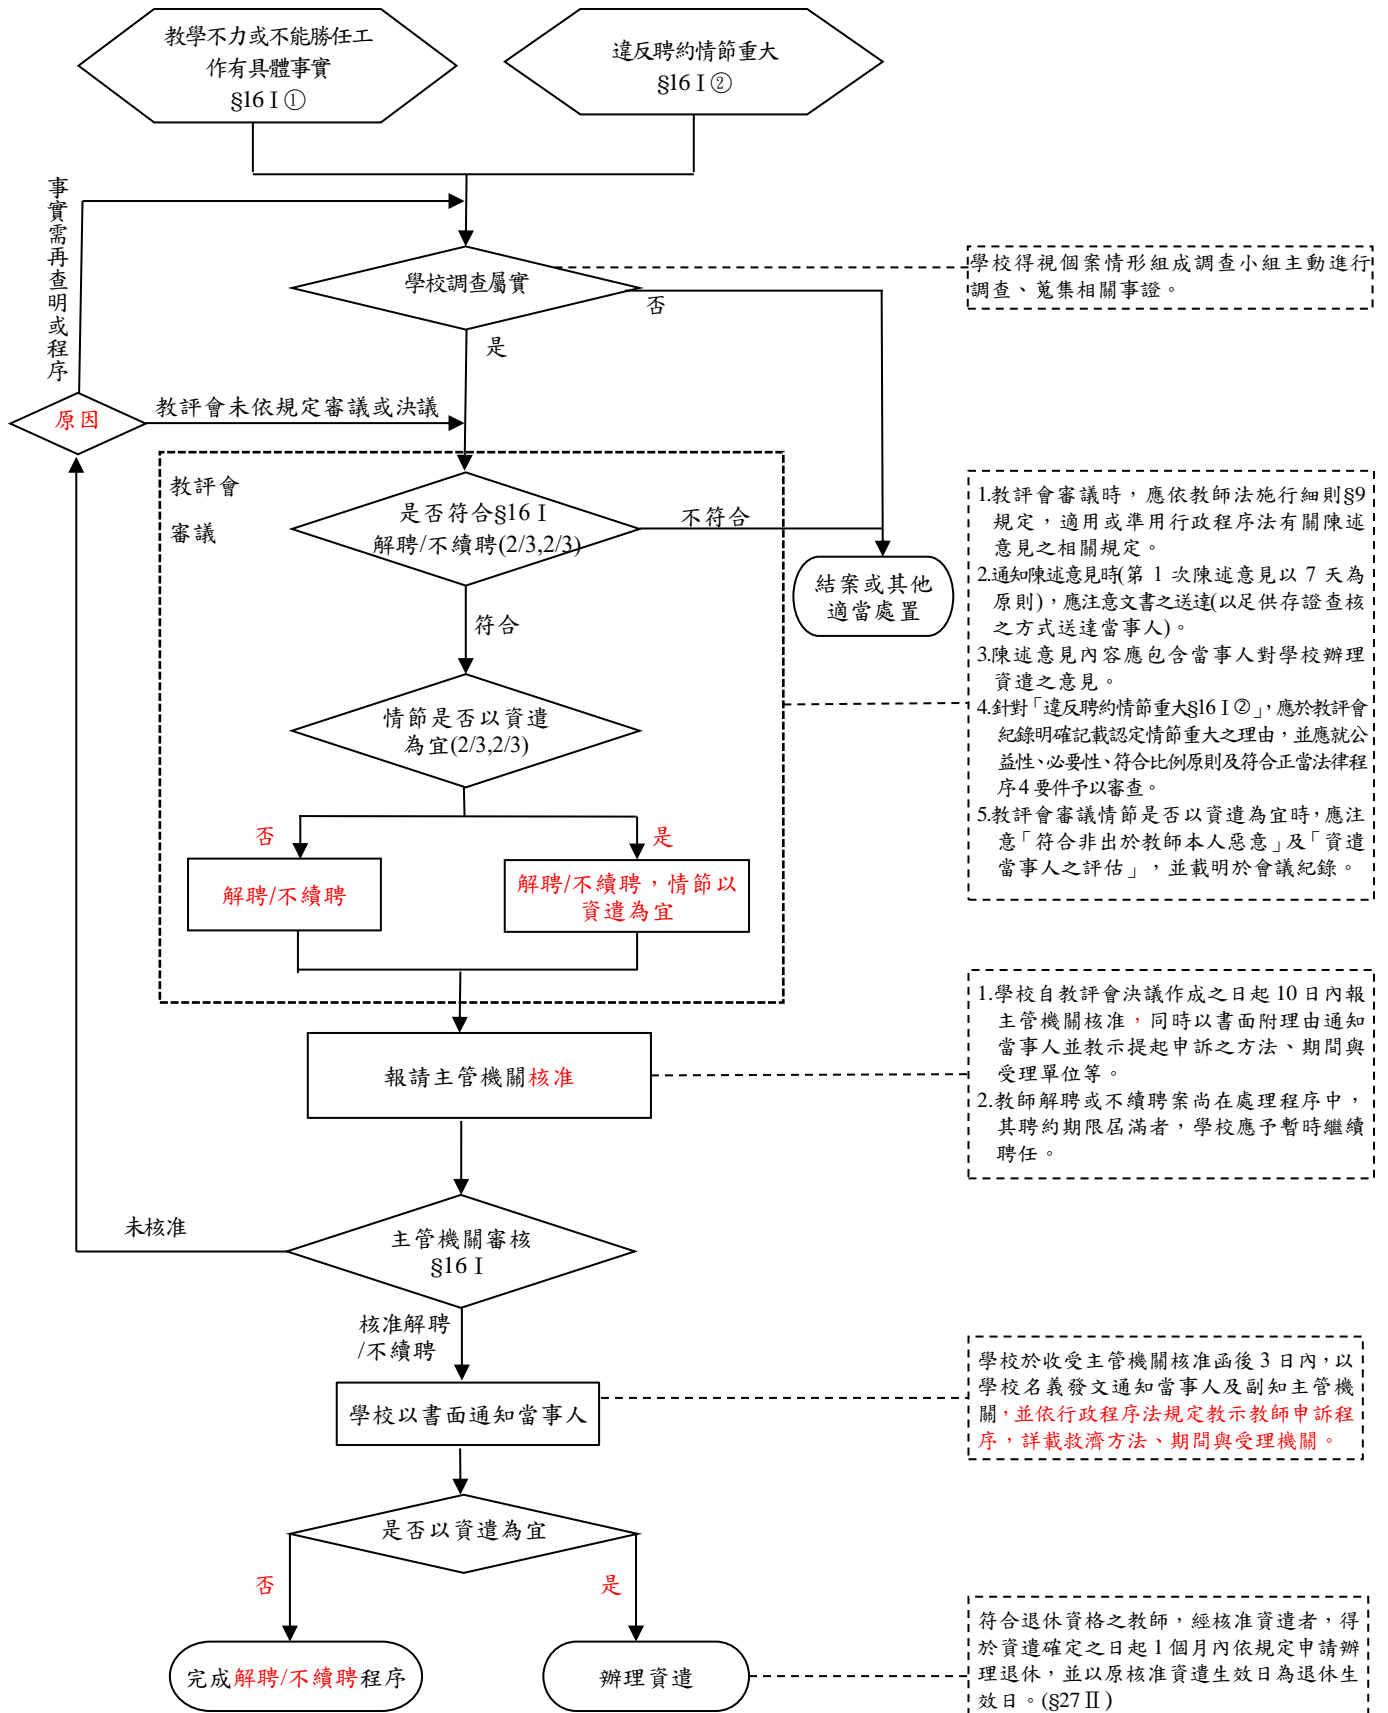 教學不力或不能勝任工
作有具體事實
§16 I ①
違反聘約情節重大
§16 I ②
事實需再查明或程序
學校調查屬實
否
是
學校得視個案情形組成調查小組主動進行
調查、蒐集相關事證。
原因
教評會未依規定審議或決議
教評會
審議
是否符合§16 I
解聘/不續聘(2/3,2/3)
不符合
符合
結案或其他
適當處置
情節是否以資遣
為宜(2/3,2/3)
否
是
解聘/不續聘
解聘/不續聘，情節以
資遣為宜
1.教評會審議時，應依教師法施行細則§9
規定，適用或準用行政程序法有關陳述
意見之相關規定。
2.通知陳述意見時(第 1 次陳述意見以 7 天為
原則)，應注意文書之送達(以足供存證查核
之方式送達當事人)。
3.陳述意見內容應包含當事人對學校辦理
資遣之意見。
4.針對「違反聘約情節重大§16 I ②」，應於教評會
紀錄明確記載認定情節重大之理由，並應就公
益性、必要性、符合比例原則及符合正當法律程
序 4 要件予以審查。
5.教評會審議情節是否以資遣為宜時，應注
意「符合非出於教師本人惡意」及「資遣
當事人之評估」，並載明於會議紀錄。
報請主管機關核准
1.學校自教評會決議作成之日起 10 日內報
主管機關核准，同時以書面附理由通知
當事人並教示提起申訴之方法、期間與
受理單位等。
2.教師解聘或不續聘案尚在處理程序中，
其聘約期限屆滿者，學校應予暫時繼續
聘任。
未核准
主管機關審核
§16 I
核准解聘
/不續聘
學校以書面通知當事人
學校於收受主管機關核准函後 3 日內，以
學校名義發文通知當事人及副知主管機
關，並依行政程序法規定教示教師申訴程
序，詳載救濟方法、期間與受理機關。
是否以資遣為宜
否
是
完成解聘/不續聘程序
辦理資遣
符合退休資格之教師，經核准資遣者，得
於資遣確定之日起 1 個月內依規定申請辦
理退休，並以原核准資遣生效日為退休生
效日。(§27 II )